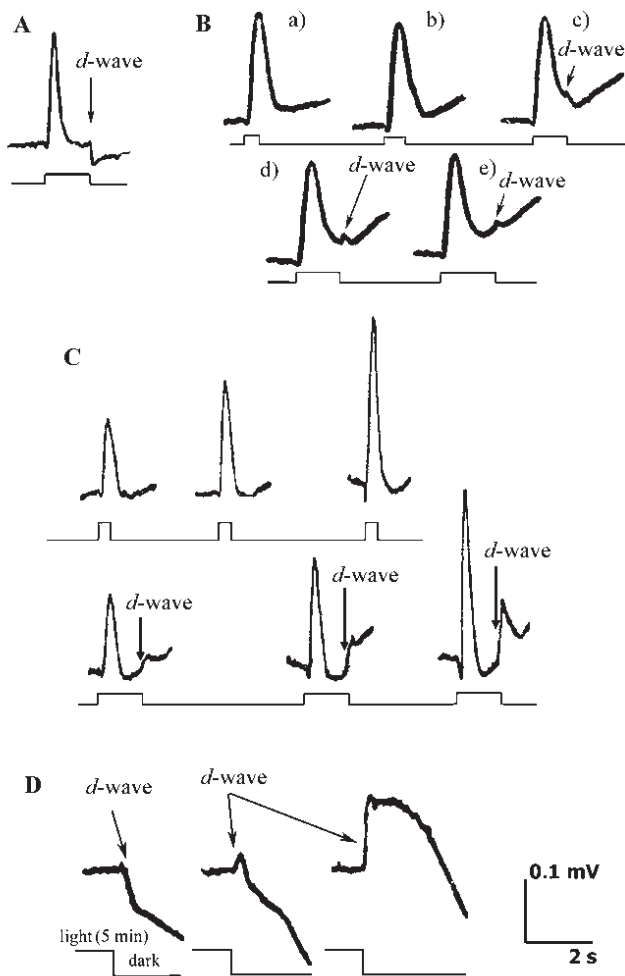 A
d-wave
B
a)
b)
c)
d-wave
d)
d-wave
e)
d-wave
C
d-wave
d-wave
d-wave
D
d-wave
d-wave
light (5 min)
dark
0.1 mV
2 s